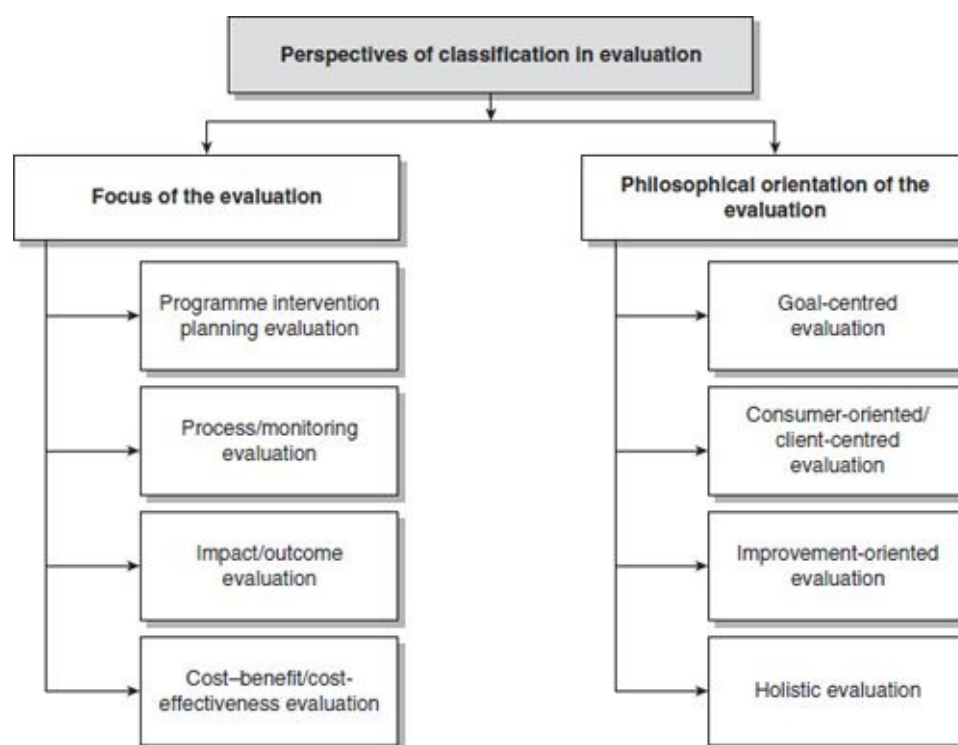 Perspectives of classification in evaluation
Focus of the evaluation
Programme intervention
planning evaluation
Process/monitoring
evaluation
Impact/outcome
evaluation
Cost–benefit/cost-
effectiveness evaluation
Philosophical orientation of the
evaluation
Goal-centred
evaluation
Consumer-oriented/
client-centred
evaluation
Improvement-oriented
evaluation
Holistic evaluation